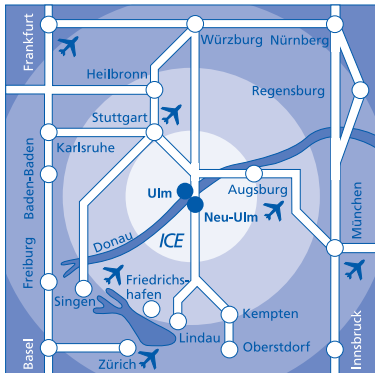 Frankfurt
Würzburg
Nürnberg
Heilbronn
Regensburg
Stuttgart
Karlsruhe
Baden-Baden
Ulm
Augsburg
Neu-Ulm
München
Donau
ICE
Freiburg
Friedrichs-
hafen
Singen
Kempten
Lindau
Basel
Zürich
Oberstdorf
Innsbruck